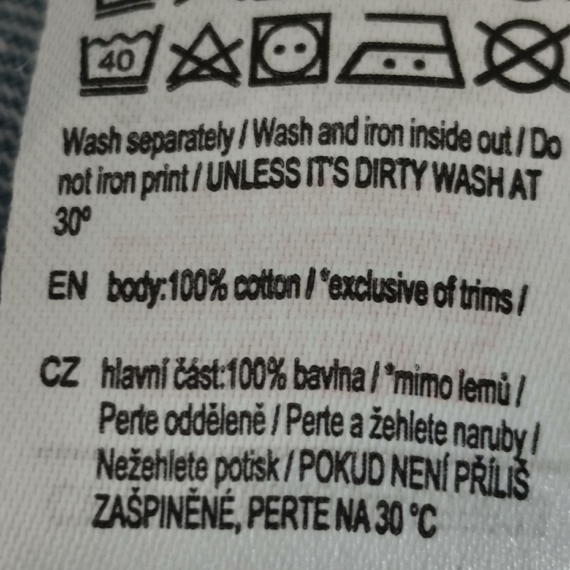 40
Wash separately / Wash and iron inside out / Do
not iron print / UNLESS IT'S DIRTY WASH AT
30º
EN body:100% cotton / *exclusive of trims /
CZ hlavní část:100% bavlna / *mimo lemů /
Perte odděleně / Perte a žehlete naruby /
Nežehlete potisk / POKUD NENÍ PŘÍLIŠ
ZAŠPINĚNÉ, PERTE NA 30 °C